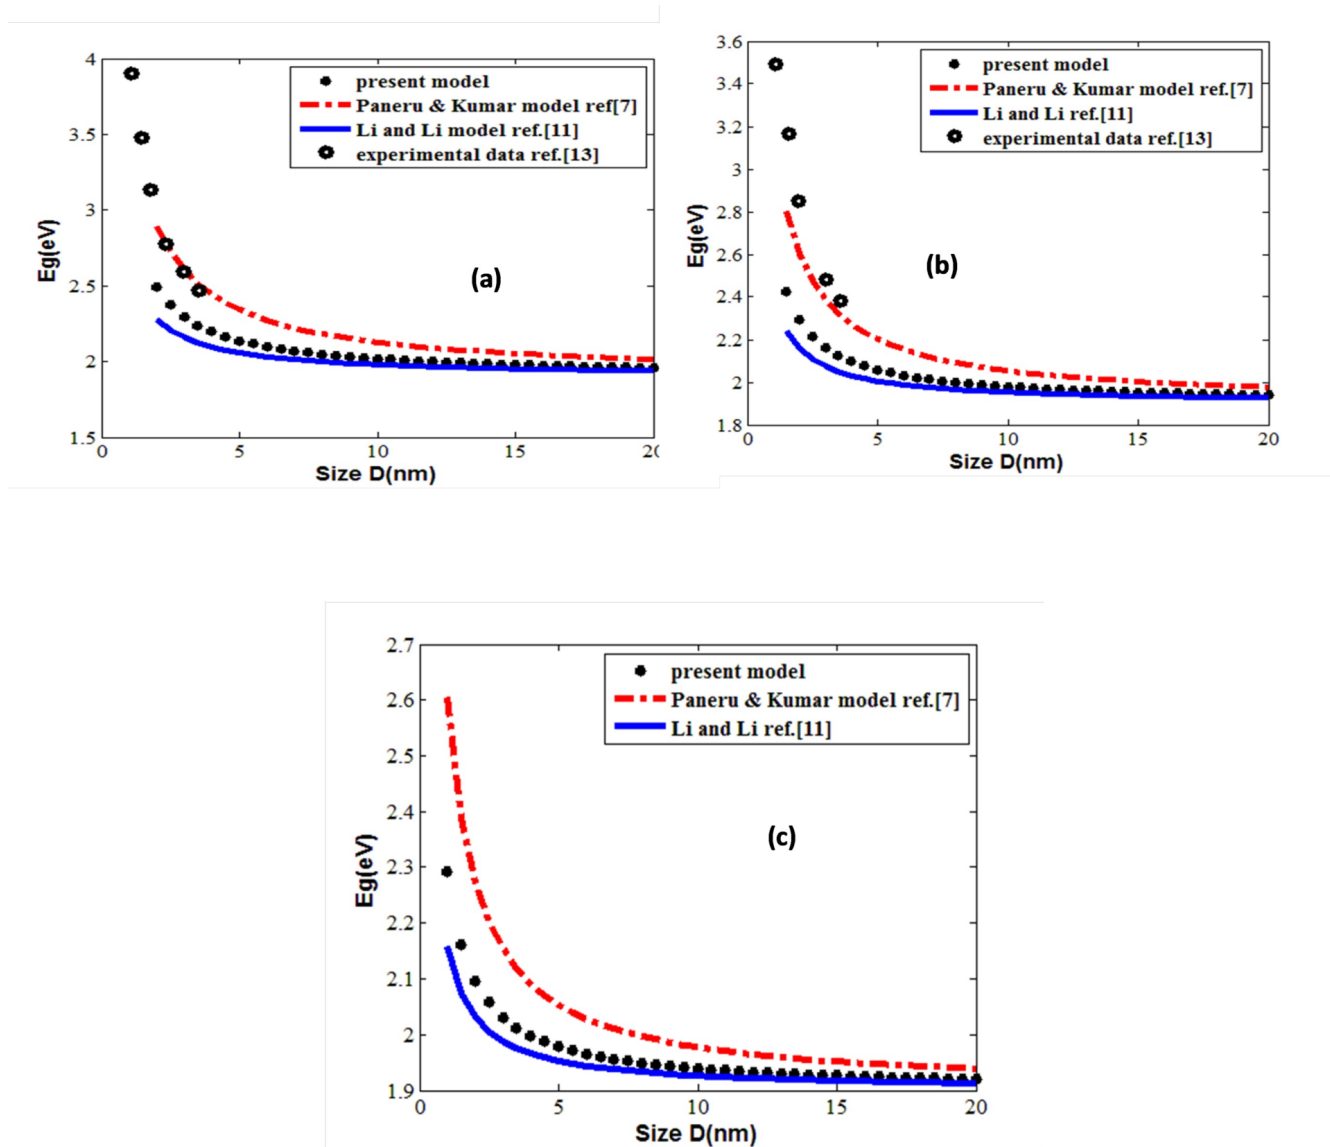 4
3.5
3
2.5
2
1.5
0
5
10
15
20
Eg(eV)
Size D(nm)
present model
Paneru & Kumar model ref[7]
Li and Li model ref.[11]
experimental data ref.[13]
(a)
3.6
3.4
3.2
3
2.8
2.6
2.4
2.2
2
1.8
0
5
10
15
20
Eg(eV)
Size D(nm)
present model
Paneru & Kumar model ref.[7]
Li and Li ref.[11]
experimental data ref.[13]
(b)
2.7
2.6
2.5
2.4
2.3
2.2
2.1
2
1.9
0
5
10
15
20
Eg(eV)
Size D(nm)
present model
Paneru & Kumar model ref.[7]
Li and Li ref.[11]
(c)